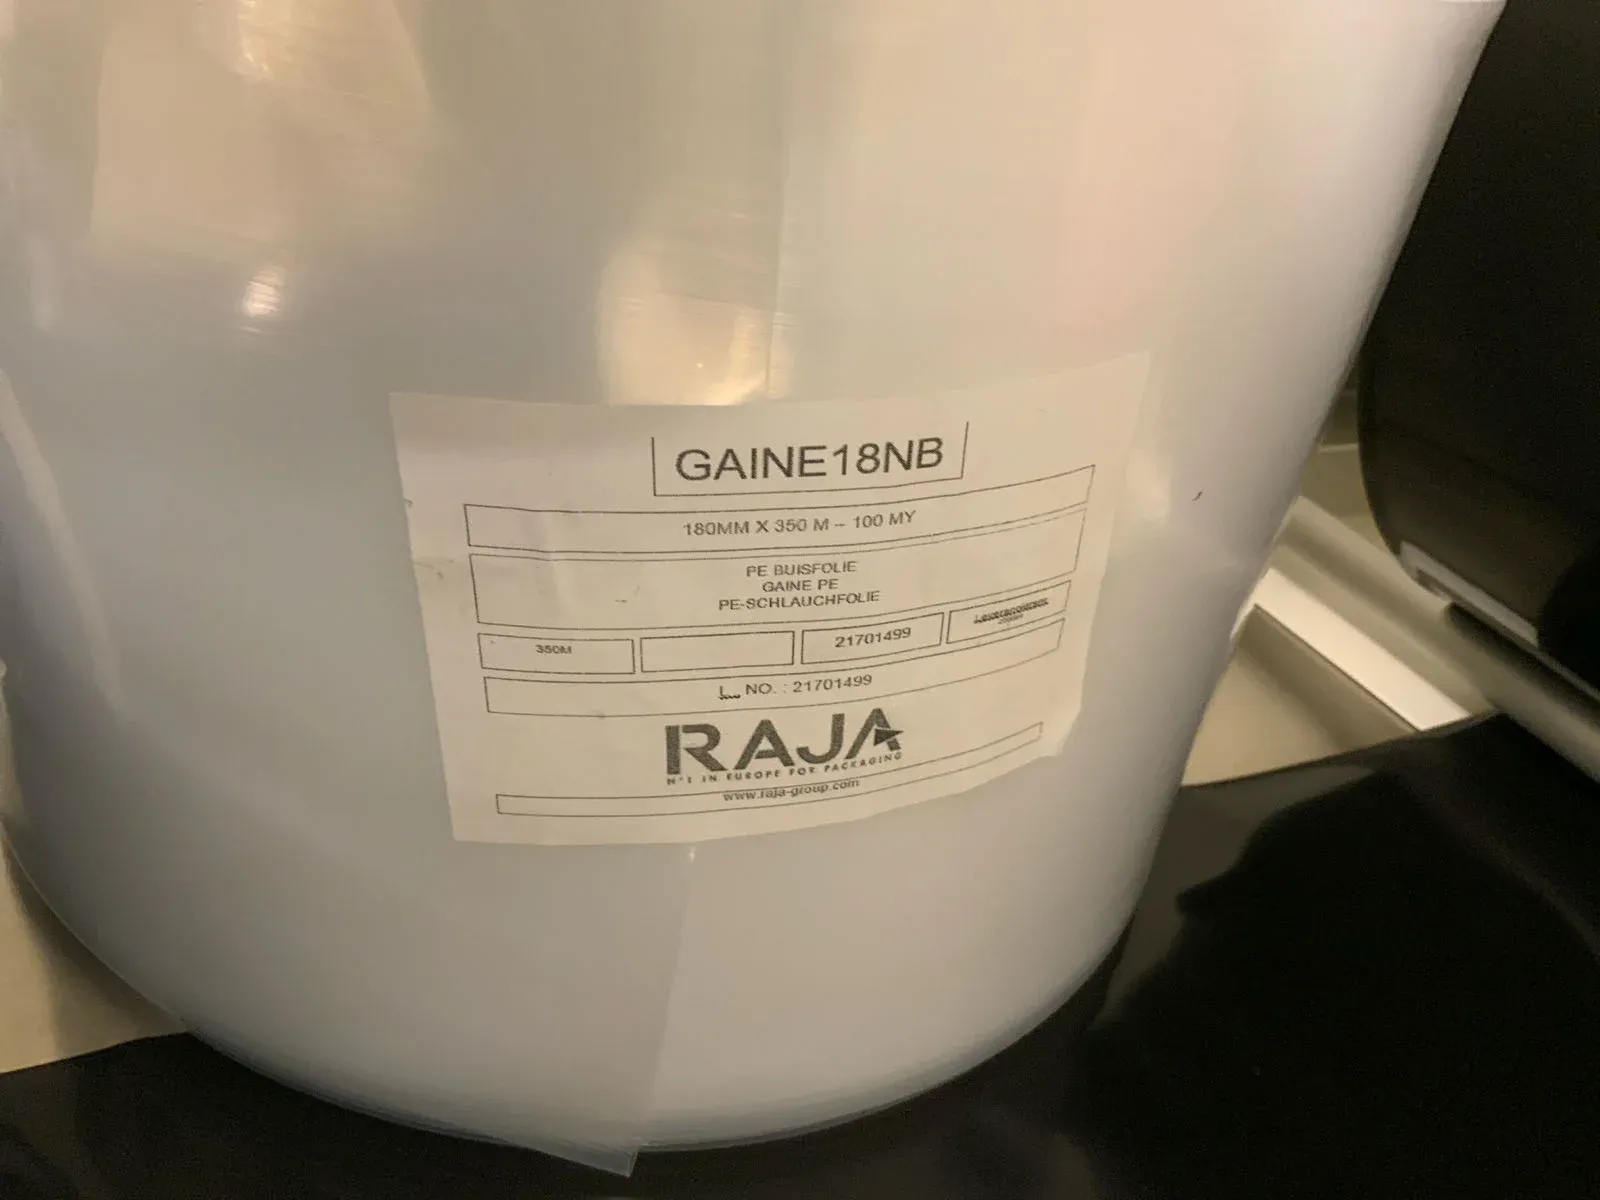 GAINE18NB
180MM X 350 M – 100 MY
PE BUISFOLIE
GAINE PE
PE-SCHLAUCHFOLIE
350M
21701499
NO. : 21701499
RAJA
N°1 IN EUROPE FOR PACKAGING
www.raja-group.com